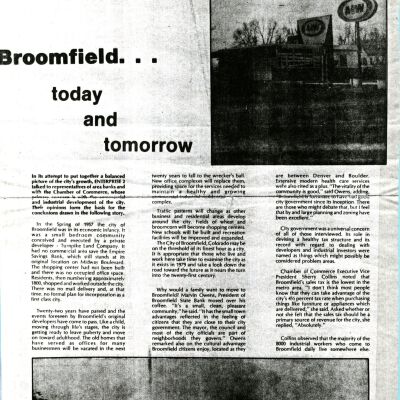 A&W
A&W
Broomfield. . .
today
and
tomorrow
In its attempt to put together a balanced
picture of the city's growth, ENTERPRISE 2
talked to representatives of area banks and
with the Chamber of Commerce, whose
and industrial development of the city.
Their opinions form the basis for the
conclusions drawn in the following story.
In the Spring of 1957 the city of
Broomfield was in its economic infancy. It
was a small bedroom community
conceived and executed by a private
developer - Turnpike Land Company. It
had no commercial area save the Empire
Savings Bank, which still stands at its
original location on Midway Boulevard.
The shopping center had not been built
and there was no occupied office space.
Residents, then numbering approximately
1800, shopped and worked outside the city.
There was no mail delivery and, at that
time, no formal plan for incorporation as a
first class city.
Twenty-two years have passed and the
events foreseen by Broomfield's original
developers have come to pass. Like a child,
moving through life's stages, the city is
getting ready to leave puberty and move
on toward adulthood. The old homes that
have served as offices for many
businesses will be vacated in the next
twenty years to fall to the wrecker's ball.
New office complexes will replace them,
providing space for the services needed to
maintain a healthy and growing
complex.
Traffic patterns will change as other
business and residential areas develop
around the city. Fields of wheat and
broomcorn will become shopping centers.
New schools will be built and recreation
facilities will be improved and expanded.
The City of Broomfield, Colorado may be
on the threshold of its finest hour as a city.
It is appropriate that those who live and
work here take time to examine the city as
it exists in 1979 and take a look down the
road toward the future as it nears the turn
into the twenty-first century.
Why would a family want to move to
Broomfield? Marvin Owens, President of
Broomfield State Bank moved over his
coffee. "It's a small, clean, pleasant
community," he said. "It has the small town
advantages reflected in the feeling of
citizens that they are close to their city
government. The mayor, the council and
most of the city officials are part of
neighborhoods they govern." Owens
remarked also on the cultural advantage
Broomfield citizens enjoy, located as they
are between Denver and Boulder.
Extensive modern health care services
were also cited as a plus. "The vitality of the
community is good," said Owens, adding,
city government since its inception. There
are those who might debate that, but I feel
that by and large planning and zoning have
been excellent."
City government was a universal concern
of all of those interviewed. Its role in
devising a healthy tax structure and its
record with regard to dealing with
developers and industrial investors was
named as things which might possibly be
considered problem areas.
Chamber of Commerce Executive Vice
President Sherry Collins noted that
Broomfield's sales tax is the lowest in the
metro area, "I don't think most people
know that they can take advantage of the
city's 4½ percent tax rate when purchasing
things like furniture or appliances which
are delivered," she said. Asked whether or
not she felt that the sales tax should be a
primary source of revenue for the city, she
replied, "Absolutely."
Collins observed that the majority of the
8000 industrial workers who come to
Broomfield daily live somewhere else.